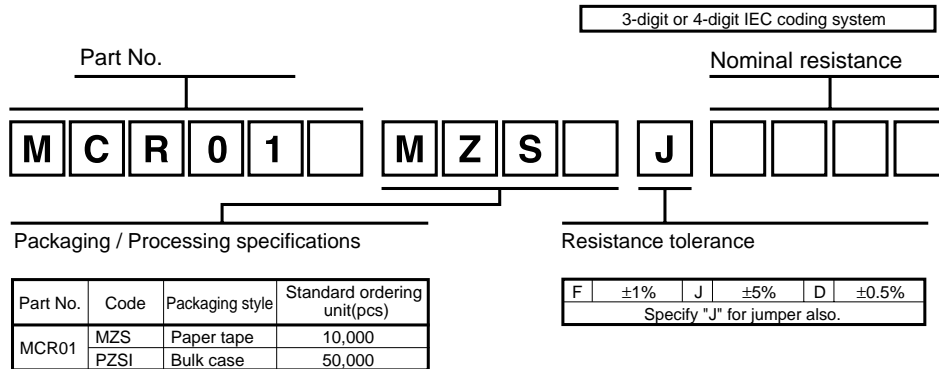 3-digit or 4-digit IEC coding system
Part No.
Nominal resistance
M C R 0 1 M Z S J
Packaging / Processing specifications
Resistance tolerance
Part No. Code Packaging style Standard ordering unit(pcs)
MCR01 MZS Paper tape 10,000
PZSI Bulk case 50,000
F ±1% J ±5% D ±0.5%
Specify "J" for jumper also.